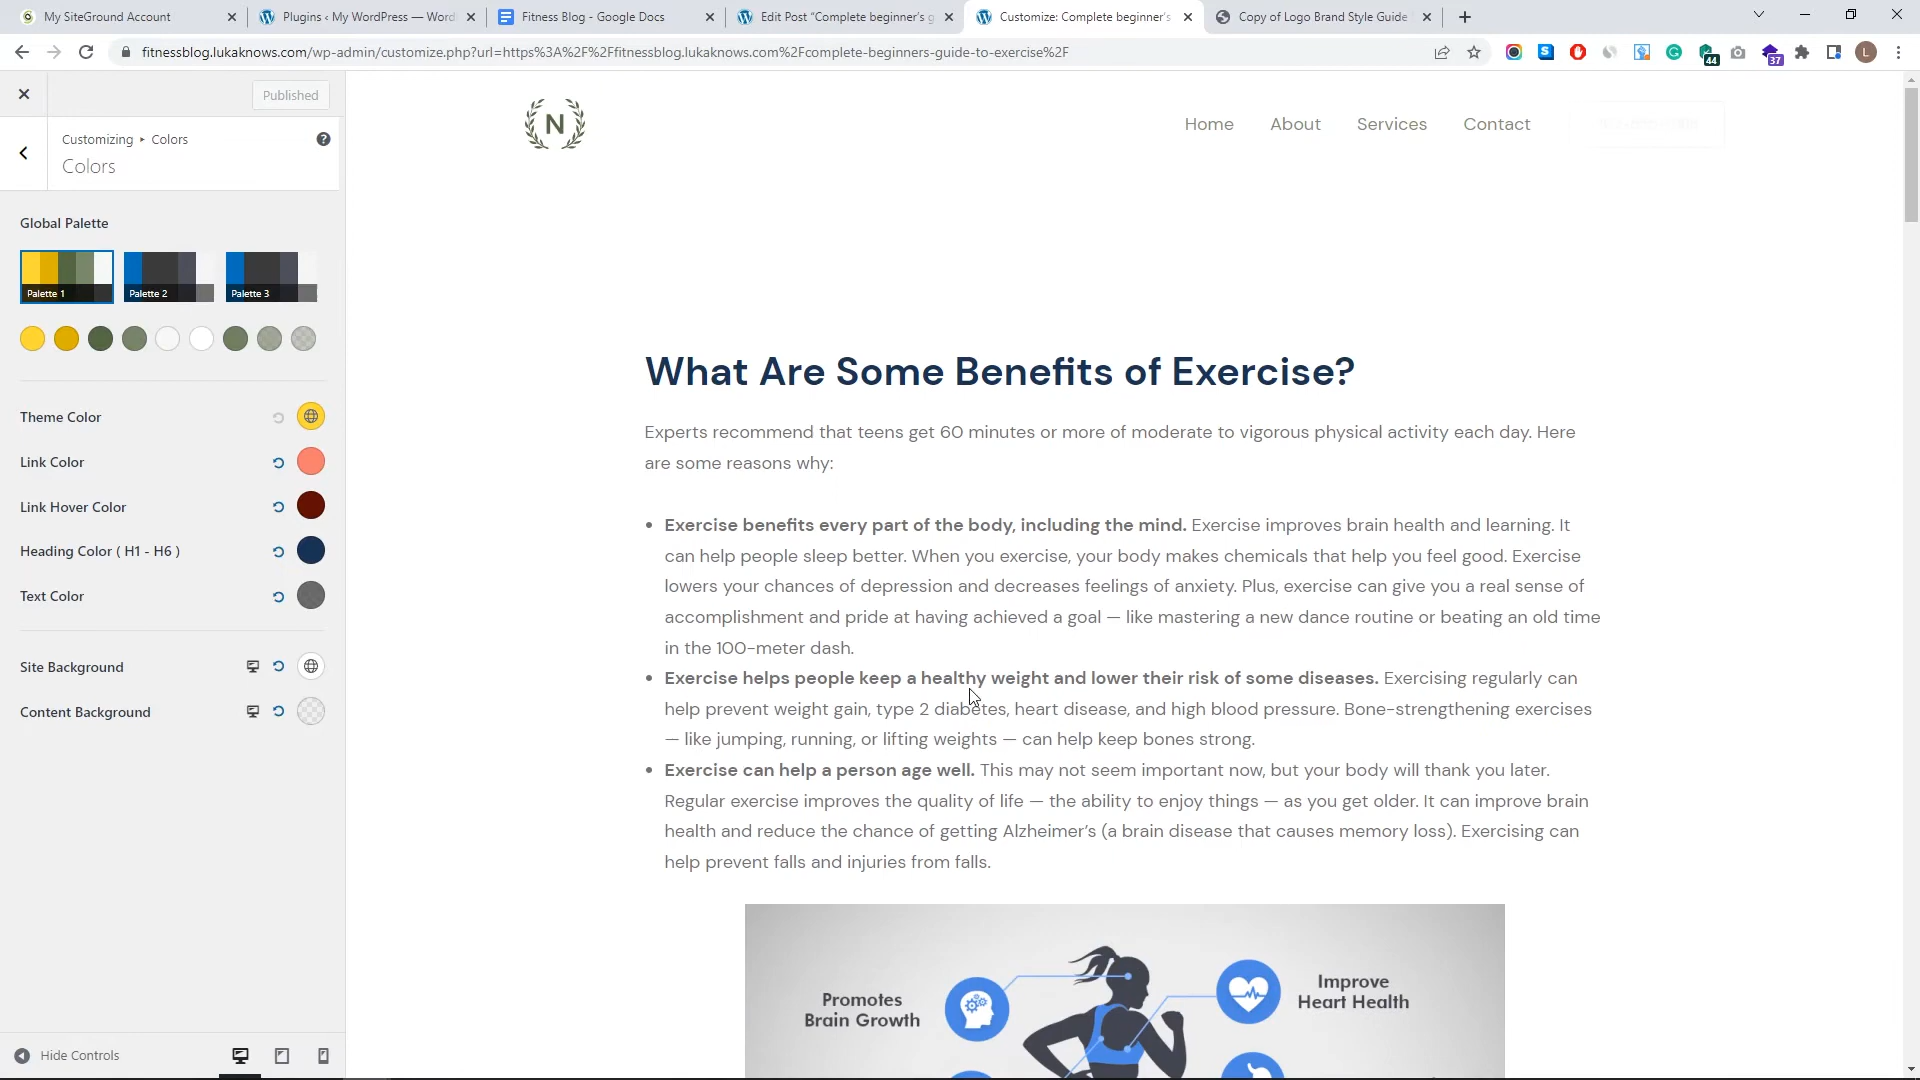 My SiteGround Account
Plugins ‹ My WordPress — Word
Fitness Blog - Google Docs
Edit Post "Complete beginner's g
Customize: Complete beginner's
Copy of Logo Brand Style Guide
fitnessblog.lukaknows.com/wp-admin/customize.php?url=https%3A%2F%2Ffitnessblog.lukaknows.com%2Fcomplete-beginners-guide-to-exercise%2F
44
37
L
Published
Customizing ▸ Colors
Colors
Global Palette
Palette 1
Palette 2
Palette 3
Theme Color
Link Color
Link Hover Color
Heading Color ( H1 - H6 )
Text Color
Site Background
Content Background
Hide Controls
N
Home
About
Services
Contact
What Are Some Benefits of Exercise?
Experts recommend that teens get 60 minutes or more of moderate to vigorous physical activity each day. Here
are some reasons why:
• Exercise benefits every part of the body, including the mind. Exercise improves brain health and learning. It
can help people sleep better. When you exercise, your body makes chemicals that help you feel good. Exercise
lowers your chances of depression and decreases feelings of anxiety. Plus, exercise can give you a real sense of
accomplishment and pride at having achieved a goal — like mastering a new dance routine or beating an old time
in the 100-meter dash.
• Exercise helps people keep a healthy weight and lower their risk of some diseases. Exercising regularly can
help prevent weight gain, type 2 diabetes, heart disease, and high blood pressure. Bone-strengthening exercises
— like jumping, running, or lifting weights — can help keep bones strong.
• Exercise can help a person age well. This may not seem important now, but your body will thank you later.
Regular exercise improves the quality of life — the ability to enjoy things — as you get older. It can improve brain
health and reduce the chance of getting Alzheimer's (a brain disease that causes memory loss). Exercising can
help prevent falls and injuries from falls.
Promotes
Brain Growth
Improve
Heart Health